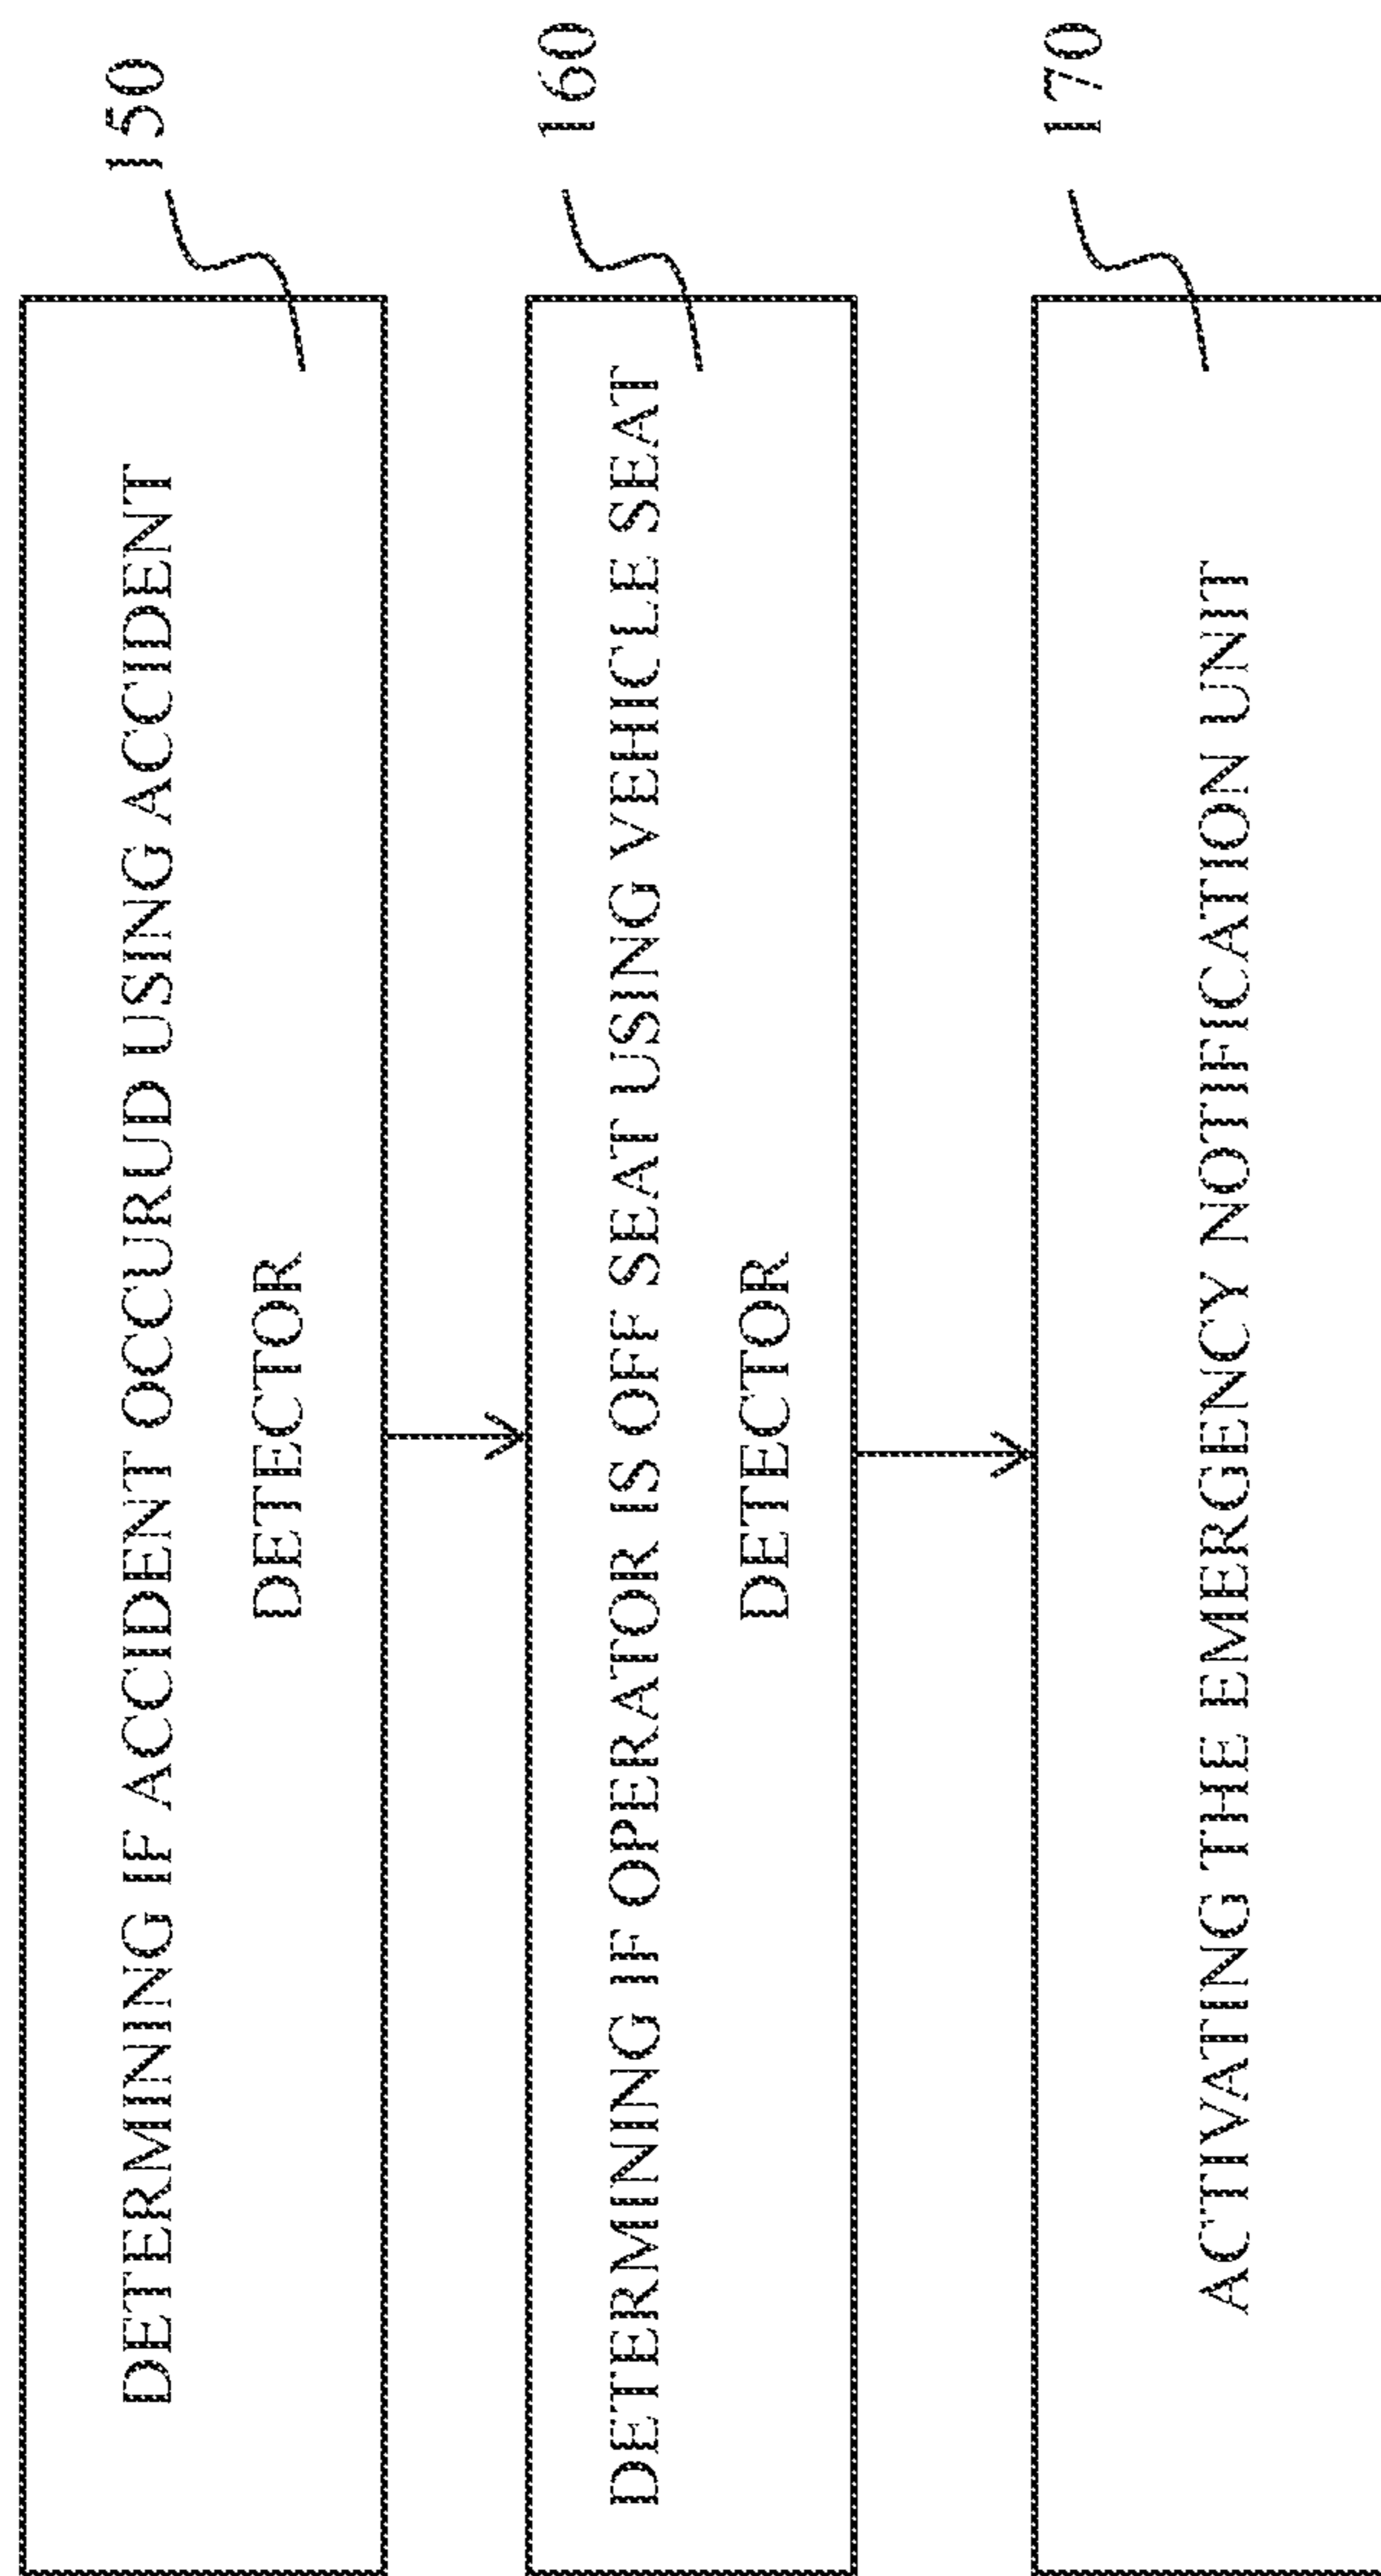 150
DETERMINING IF ACCIDENT OCCURUD USING ACCIDENT
DETECTOR
160
DETERMINING IF OPERATOR IS OFF SEAT USING VEHICLE SEAT
DETECTOR
170
ACTIVATING THE EMERGENCY NOTIFICATION UNIT